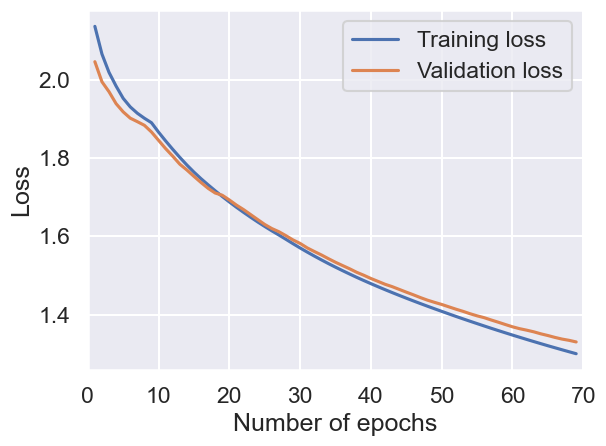 Training loss
Validation loss
2.0
1.8
1.6
1.4
Loss
0 10 20 30 40 50 60 70
Number of epochs